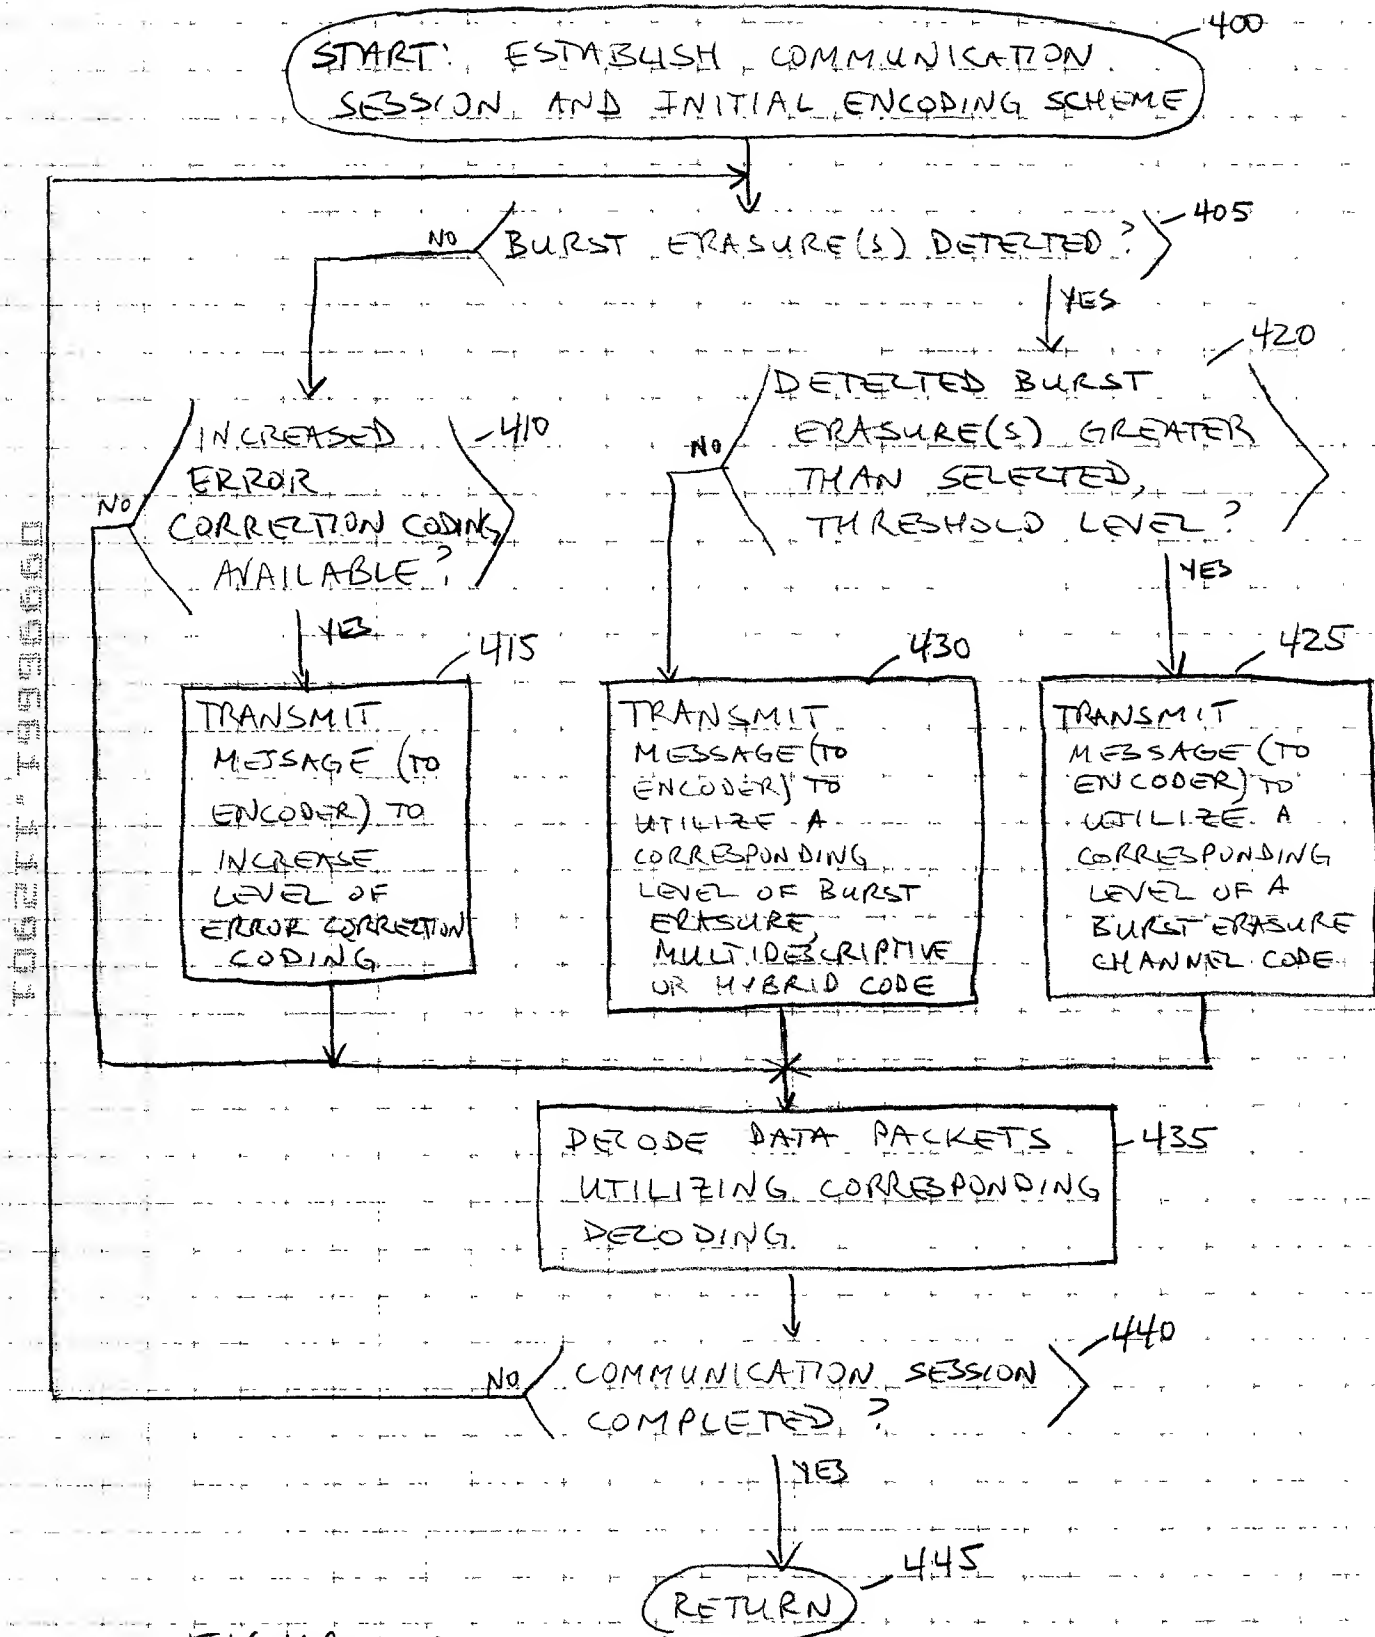 400
START: ESTABLISH COMMUNICATION
SESSION AND INITIAL ENCODING SCHEME
405
NO
BURST ERASURE(S) DETECTED?
YES
420
DETECTED BURST
ERASURE(S) GREATER
THAN SELECTED,
THRESHOLD LEVEL?
NO
YES
410
INCREASED
ERROR
CORRECTION CODING
AVAILABLE?
NO
YES
415
TRANSMIT
MESSAGE (TO
ENCODER) TO
INCREASE
LEVEL OF
ERROR CORRECTION
CODING
430
TRANSMIT
MESSAGE (TO
ENCODER) TO
UTILIZE A
CORRESPONDING
LEVEL OF BURST
ERASURE,
MULTIDESCRIPTIVE
OR HYBRID CODE
425
TRANSMIT
MESSAGE (TO
ENCODER) TO
UTILIZE A
CORRESPONDING
LEVEL OF A
BURST ERASURE
CHANNEL CODE
435
DECODE DATA PACKETS
UTILIZING CORRESPONDING
DECODING
440
NO
COMMUNICATION SESSION
COMPLETED?
YES
445
RETURN